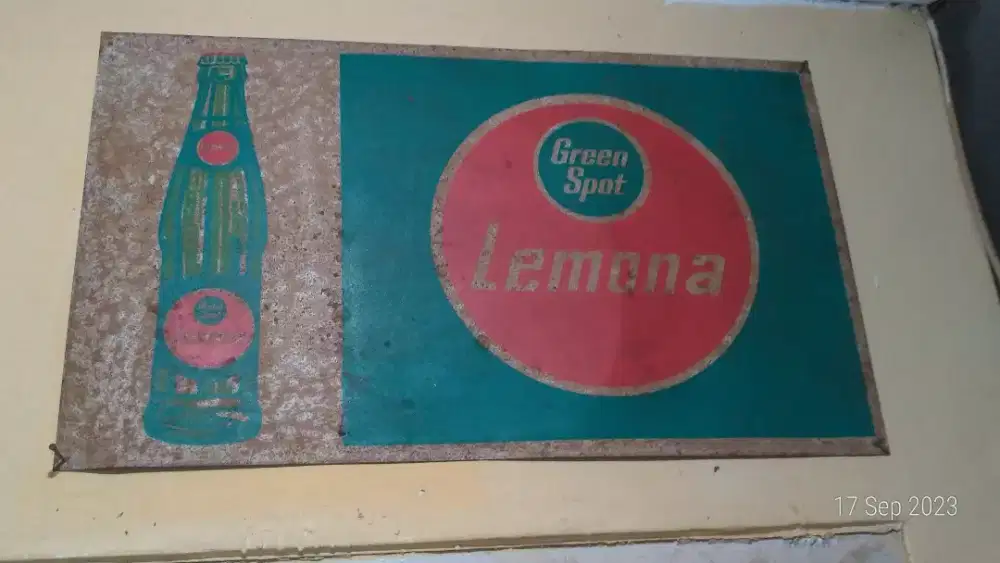 Green
Spot
Lemona
17 Sep 2023